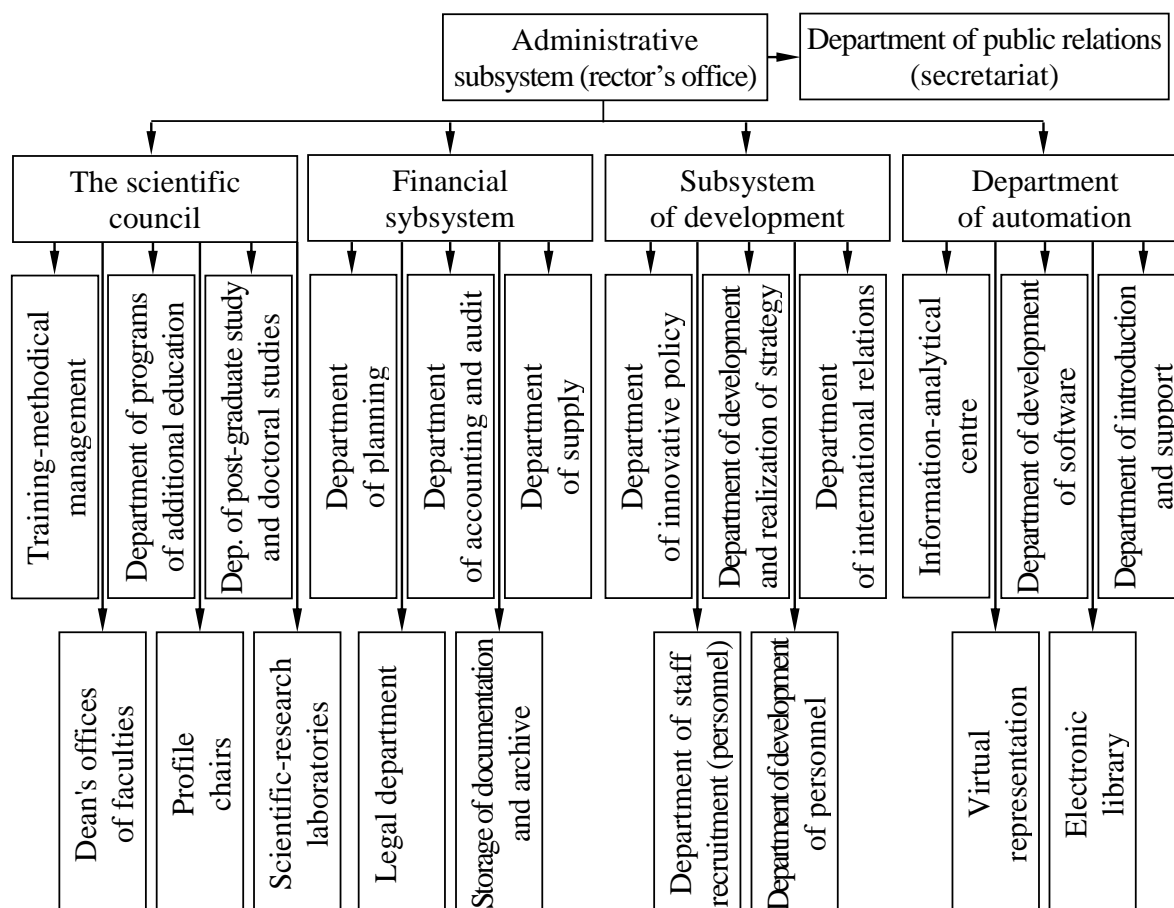 Administrative
subsystem (rector’s office)
Department of public relations
(secretariat)
The scientific
council
Financial
sybsystem
Subsystem
of development
Department
of automation
Training-methodical
management
Department of programs
of additional education
Dep. of post-graduate study
and doctoral studies
Department
of planning
Department
of accounting and audit
Department
of supply
Department
of innovative policy
Department of development
and realization of strategy
Department
of international relations
Information-analytical
centre
Department of development
of software
Department of introduction
and support
Dean's offices
of faculties
Profile
chairs
Scientific-research
laboratories
Legal department
Storage of documentation
and archive
Department of staff
recruitment (personnel)
Department of development
of personnel
Virtual
representation
Electronic
library